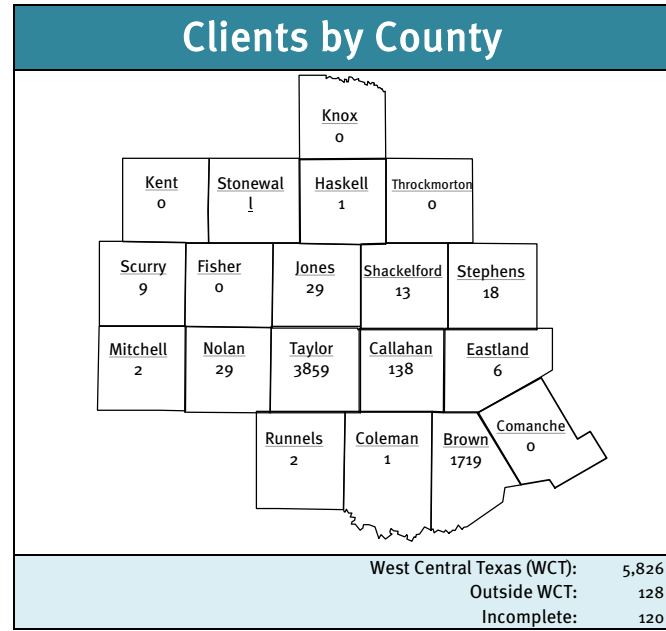 Clients by County
Knox
0
Kent
0
Stonewal
l
Haskell
1
Throckmorton
0
Scurry
9
Fisher
0
Jones
29
Shackelford
13
Stephens
18
Mitchell
2
Nolan
29
Taylor
3859
Callahan
138
Eastland
6
Runnels
2
Coleman
1
Brown
1719
Comanche
0
West Central Texas (WCT): 5,826
Outside WCT: 128
Incomplete: 120